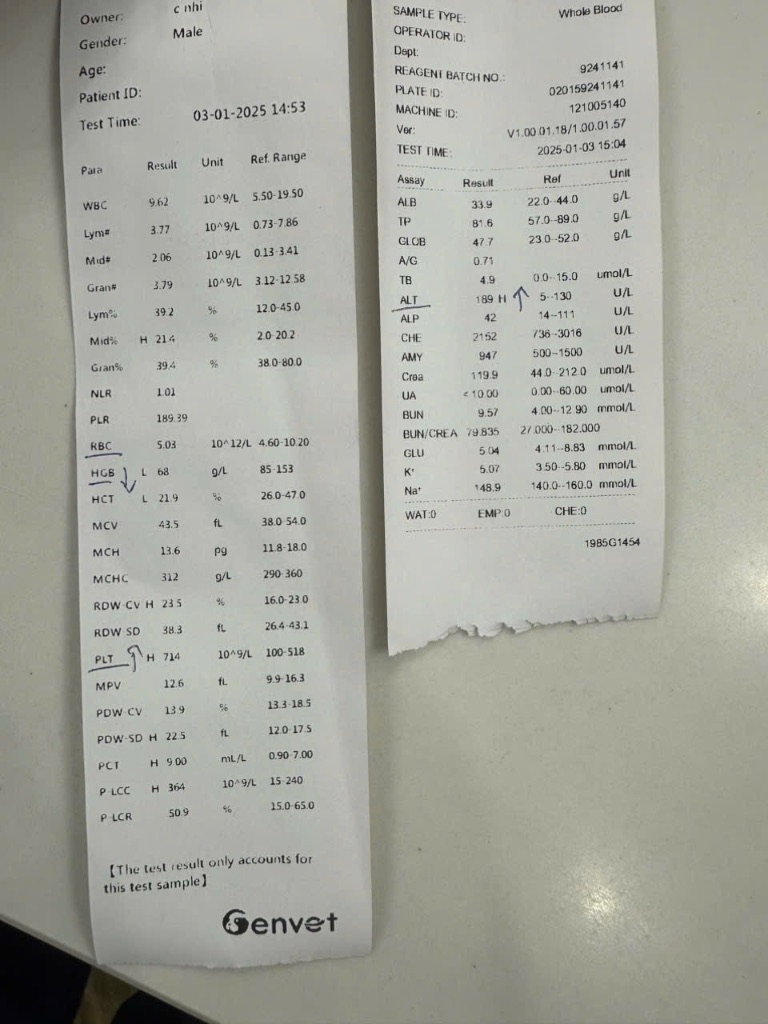 Owner: c nhi
Gender: Male
Age:
Patient ID:
Test Time: 03-01-2025 14:53
Para Result Unit Ref. Range
WBC 9.62 10^9/L 5.50-19.50
Lym# 3.77 10^9/L 0.73-7.86
Mid# 2.06 10^9/L 0.13-3.41
Gran# 3.79 10^9/L 3.12-12.58
Lym% 39.2 % 12.0-45.0
Mid% H 21.4 % 2.0-20.2
Gran% 39.4 % 38.0-80.0
NLR 1.01
PLR 189.39
RBC 5.03 10^12/L 4.60-10.20
HGB L 68 g/L 85-153
HCT L 21.9 % 26.0-47.0
MCV 43.5 fL 38.0-54.0
MCH 13.6 pg 11.8-18.0
MCHC 312 g/L 290-360
RDW-CV H 23.5 % 16.0-23.0
RDW-SD 38.3 fL 26.4-43.1
PLT H 714 10^9/L 100-518
MPV 12.6 fL 9.9-16.3
PDW-CV 13.9 % 13.3-18.5
PDW-SD H 22.5 fL 12.0-17.5
PCT H 9.00 mL/L 0.90-7.00
P-LCC H 364 10^9/L 15-240
P-LCR 50.9 % 15.0-65.0
【The test result only accounts for
this test sample】
Genvet
SAMPLE TYPE: Whole Blood
OPERATOR ID:
Dept:
REAGENT BATCH NO.: 9241141
PLATE ID: 020159241141
MACHINE ID: 121005140
Ver: V1.00.01.18/1.00.01.57
TEST TIME: 2025-01-03 15:04
Assay Result Ref Unit
ALB 33.9 22.0--44.0 g/L
TP 81.6 57.0--89.0 g/L
GLOB 47.7 23.0--52.0 g/L
A/G 0.71
TB 4.9 0.0--15.0 umol/L
ALT 189 H 5--130 U/L
ALP 42 14--111 U/L
CHE 2152 736--3016 U/L
AMY 947 500--1500 U/L
Crea 119.9 44.0--212.0 umol/L
UA <10.00 0.00--60.00 umol/L
BUN 9.57 4.00--12.90 mmol/L
BUN/CREA 79.835 27.000--182.000
GLU 5.04 4.11--8.83 mmol/L
K+ 5.07 3.50--5.80 mmol/L
Na+ 148.9 140.0--160.0 mmol/L
WAT:0 EMP:0 CHE:0
1985G1454